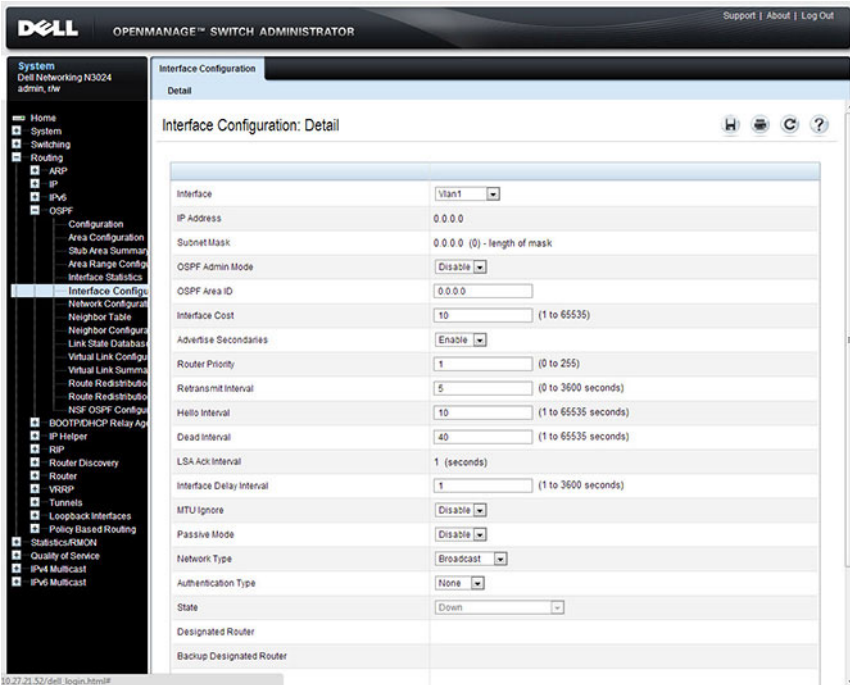 Support | About | Log Out
DELL OPENMANAGE™ SWITCH ADMINISTRATOR
System
Dell Networking N3024
admin, r/w
Interface Configuration
Detail
Home
System
Switching
Routing
ARP
IP
IPv6
OSPF
Configuration
Area Configuration
Stub Area Summary
Area Range Configu
Interface Statistics
Interface Configu
Network Configurati
Neighbor Table
Neighbor Configura
Link State Database
Virtual Link Configu
Virtual Link Summa
Route Redistributio
Route Redistributio
NSF OSPF Configu
BOOTP/DHCP Relay Age
IP Helper
RIP
Router Discovery
Router
VRRP
Tunnels
Loopback Interfaces
Policy Based Routing
Statistics/RMON
Quality of Service
IPv4 Multicast
IPv6 Multicast
Interface Configuration: Detail
Interface Vlan1
IP Address 0.0.0.0
Subnet Mask 0.0.0.0 (0) - length of mask
OSPF Admin Mode Disable
OSPF Area ID 0.0.0.0
Interface Cost 10 (1 to 65535)
Advertise Secondaries Enable
Router Priority 1 (0 to 255)
Retransmit Interval 5 (0 to 3600 seconds)
Hello Interval 10 (1 to 65535 seconds)
Dead Interval 40 (1 to 65535 seconds)
LSA Ack Interval 1 (seconds)
Interface Delay Interval 1 (1 to 3600 seconds)
MTU Ignore Disable
Passive Mode Disable
Network Type Broadcast
Authentication Type None
State Down
Designated Router
Backup Designated Router
10.27.21.52/dell_login.html#